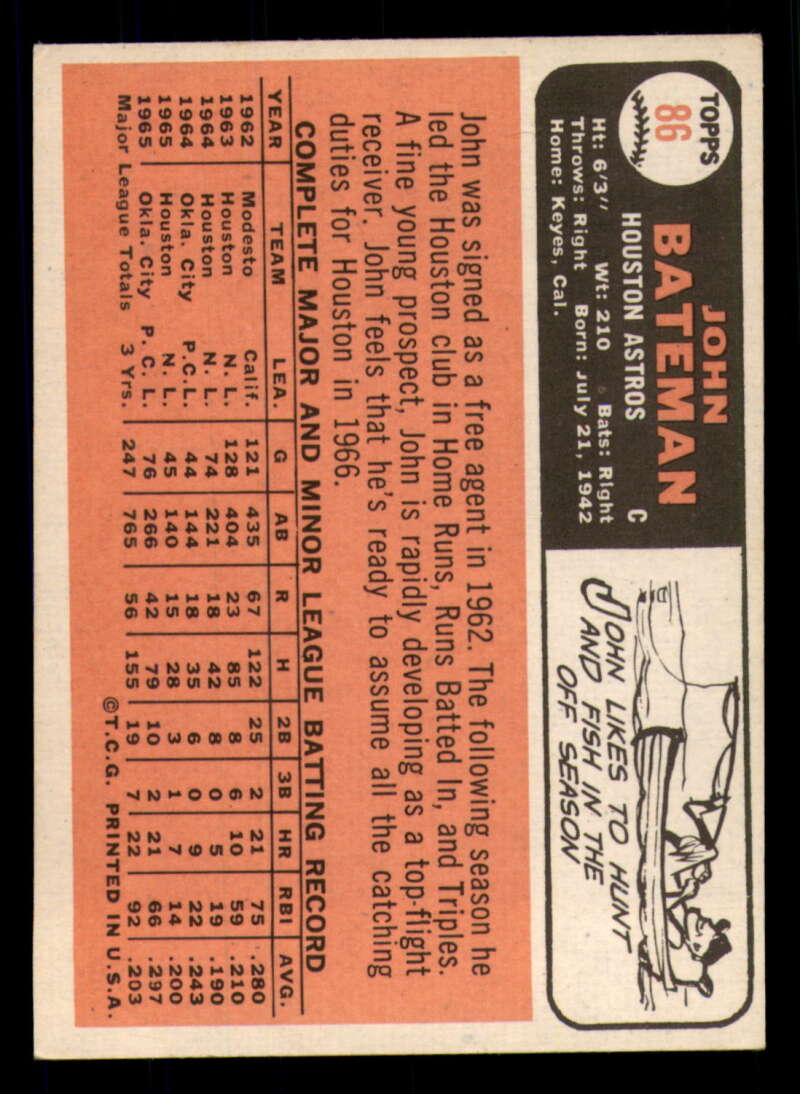 TOPPS
86
JOHN
BATEMAN
HOUSTON ASTROS C
Ht: 6'3" Wt: 210 Bats: Right
Throws: Right Born: July 21, 1942
Home: Keyes, Cal.
JOHN LIKES TO HUNT
AND FISH IN THE
OFF SEASON
John was signed as a free agent in 1962. The following season he
led the Houston club in Home Runs, Runs Batted In, and Triples.
A fine young prospect, John is rapidly developing as a top-flight
receiver. John feels that he's ready to assume all the catching
duties for Houston in 1966.
COMPLETE MAJOR AND MINOR LEAGUE BATTING RECORD
YEAR TEAM LEA. G AB R H 2B 3B HR RBI AVG.
1962 Modesto Calif. 121 435 67 122 25 2 21 75 .280
1963 Houston N. L. 128 404 23 85 8 6 10 59 .210
1964 Houston N. L. 74 221 18 42 8 0 5 19 .190
1964 Okla. City P.C.L. 44 144 18 35 6 0 9 22 .243
1965 Houston N. L. 45 140 15 28 3 1 7 14 .200
1965 Okla. City P. C. L. 76 266 42 79 10 2 21 66 .297
Major League Totals 3 Yrs. 247 765 56 155 19 7 22 92 .203
©T.C.G. PRINTED IN U.S.A.